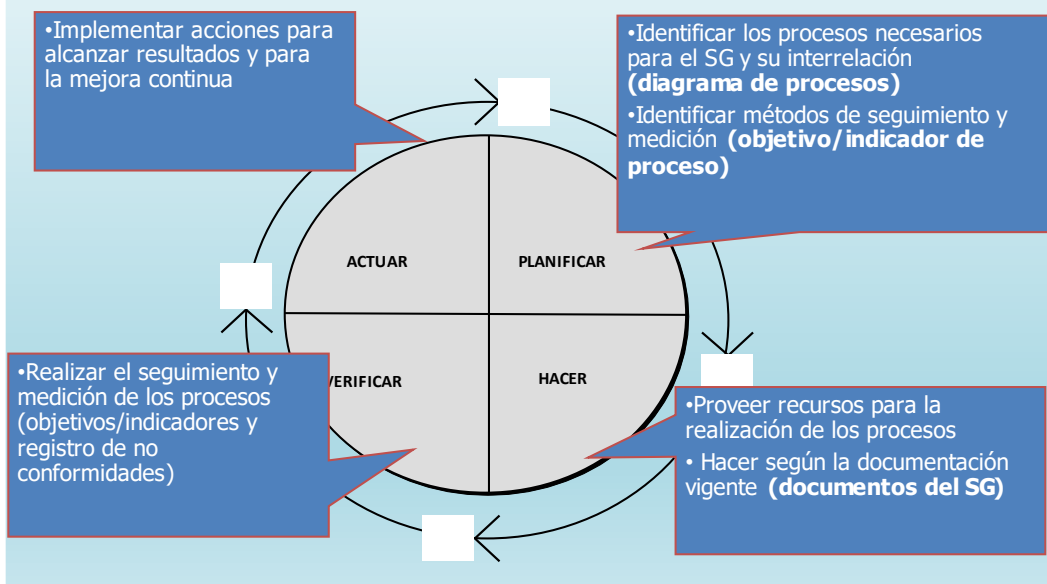 •Implementar acciones para
alcanzar resultados y para
la mejora continua
•Identificar los procesos necesarios
para el SG y su interrelación
(diagrama de procesos)
•Identificar métodos de seguimiento y
medición (objetivo/indicador de
proceso)
ACTUAR
PLANIFICAR
VERIFICAR
HACER
•Realizar el seguimiento y
medición de los procesos
(objetivos/indicadores y
registro de no
conformidades)
•Proveer recursos para la
realización de los procesos
• Hacer según la documentación
vigente (documentos del SG)